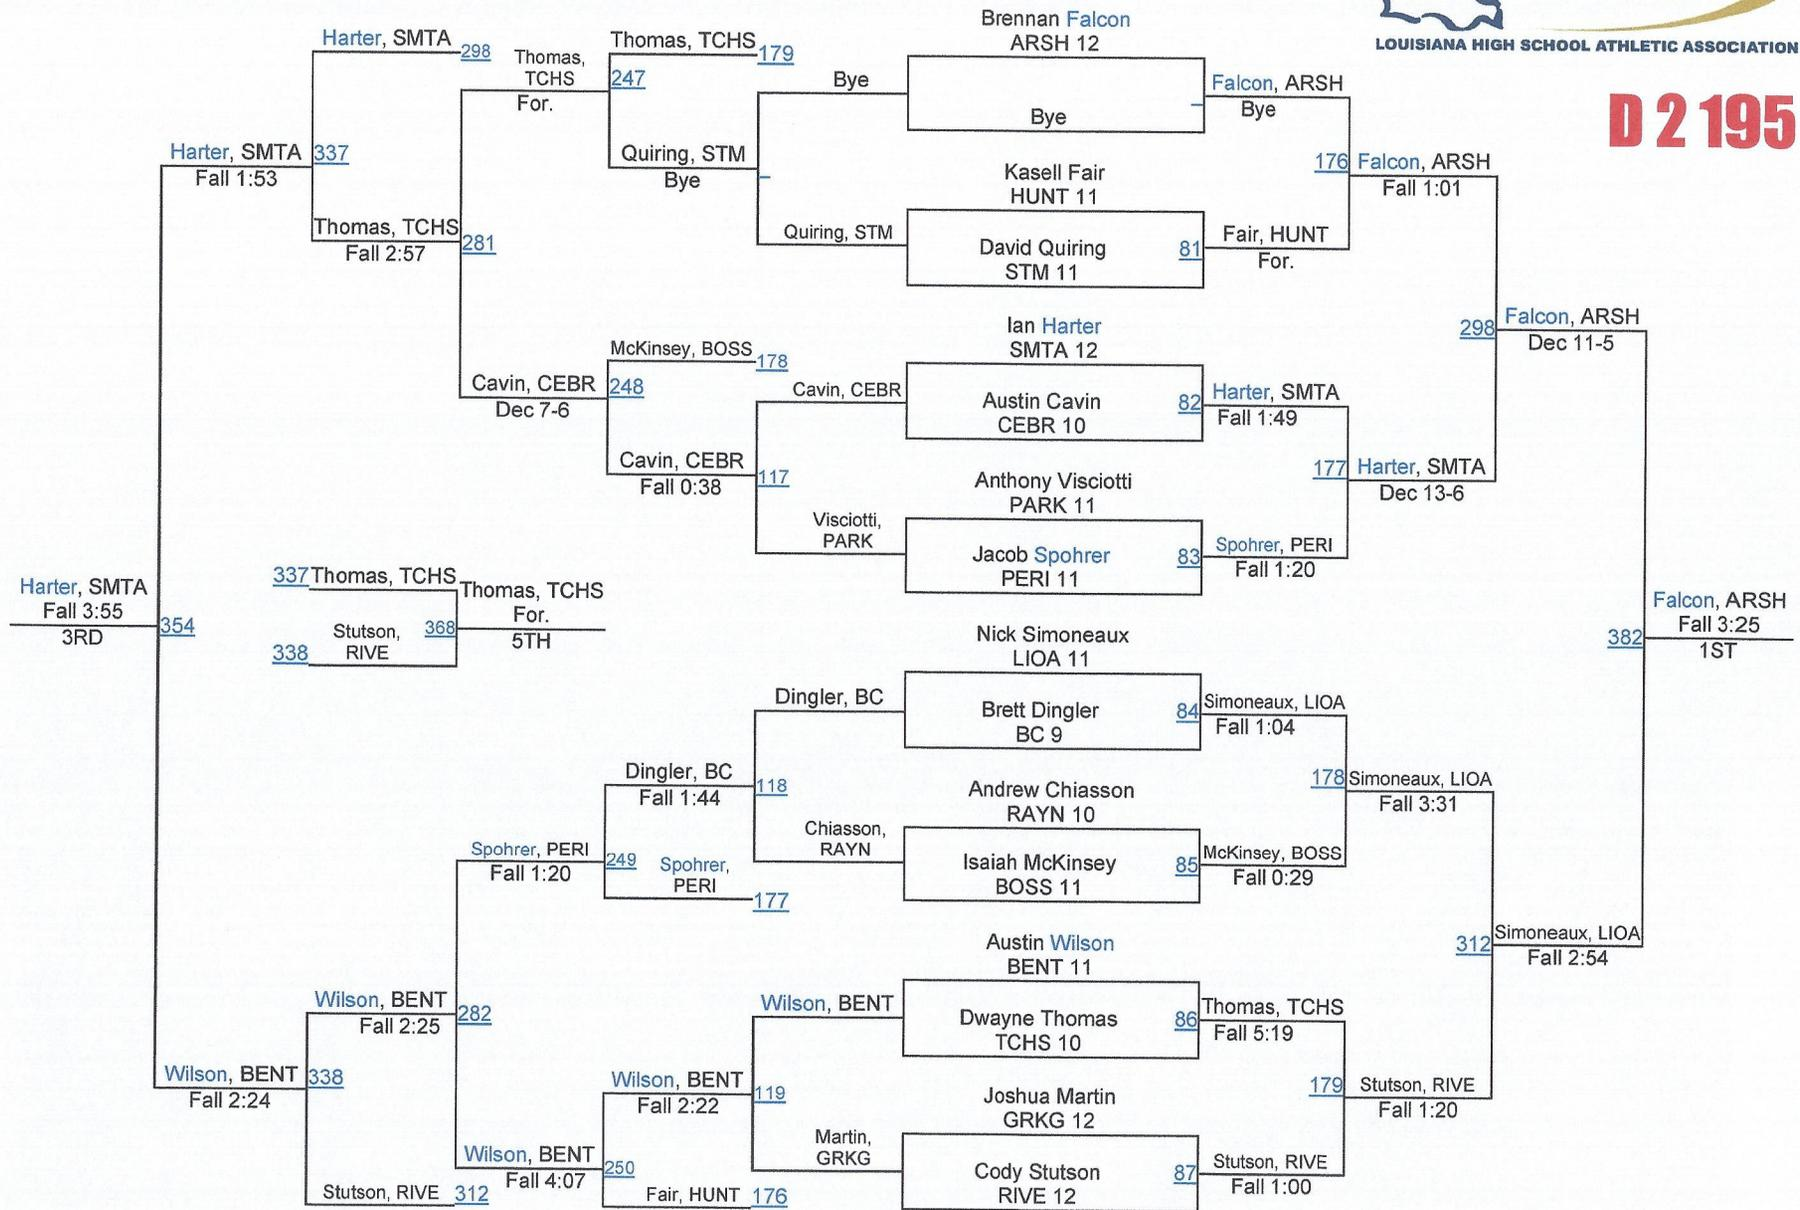 LOUISIANA HIGH SCHOOL ATHLETIC ASSOCIATION
D 2 195
Harter, SMTA
298
Thomas, TCHS
For.
Thomas, TCHS
179
247
Quiring, STM
Bye
Harter, SMTA
Fall 1:53
337
Thomas, TCHS
Fall 2:57
281
Bye
Quiring, STM
McKinsey, BOSS
178
Cavin, CEBR
Dec 7-6
248
Cavin, CEBR
Fall 0:38
117
Cavin, CEBR
Visciotti,
PARK
Brennan Falcon
ARSH 12
Bye
Kasell Fair
HUNT 11
David Quiring
STM 11
81
Ian Harter
SMTA 12
Austin Cavin
CEBR 10
82
Anthony Visciotti
PARK 11
Jacob Spohrer
PERI 11
83
Falcon, ARSH
Bye
Fair, HUNT
For.
176
Falcon, ARSH
Fall 1:01
Harter, SMTA
Fall 1:49
177
Harter, SMTA
Dec 13-6
Spohrer, PERI
Fall 1:20
298
Falcon, ARSH
Dec 11-5
Harter, SMTA
Fall 3:55
3RD
354
337
Thomas, TCHS
338
Stutson,
RIVE
368
Thomas, TCHS
For.
5TH
382
Falcon, ARSH
Fall 3:25
1ST
Nick Simoneaux
LIOA 11
Brett Dingler
BC 9
84
Andrew Chiasson
RAYN 10
Isaiah McKinsey
BOSS 11
85
Austin Wilson
BENT 11
Dwayne Thomas
TCHS 10
86
Joshua Martin
GRKG 12
Cody Stutson
RIVE 12
87
Simoneaux, LIOA
Fall 1:04
178
Simoneaux, LIOA
Fall 3:31
McKinsey, BOSS
Fall 0:29
312
Simoneaux, LIOA
Fall 2:54
Thomas, TCHS
Fall 5:19
179
Stutson, RIVE
Fall 1:20
Stutson, RIVE
Fall 1:00
Dingler, BC
Dingler, BC
Fall 1:44
118
Chiasson,
RAYN
Spohrer, PERI
Fall 1:20
249
Spohrer,
PERI
177
Wilson, BENT
Fall 2:25
282
Wilson, BENT
Wilson, BENT
Fall 2:24
338
Wilson, BENT
Fall 2:22
119
Martin,
GRKG
Wilson, BENT
Fall 4:07
250
Stutson, RIVE
312
Fair, HUNT
176